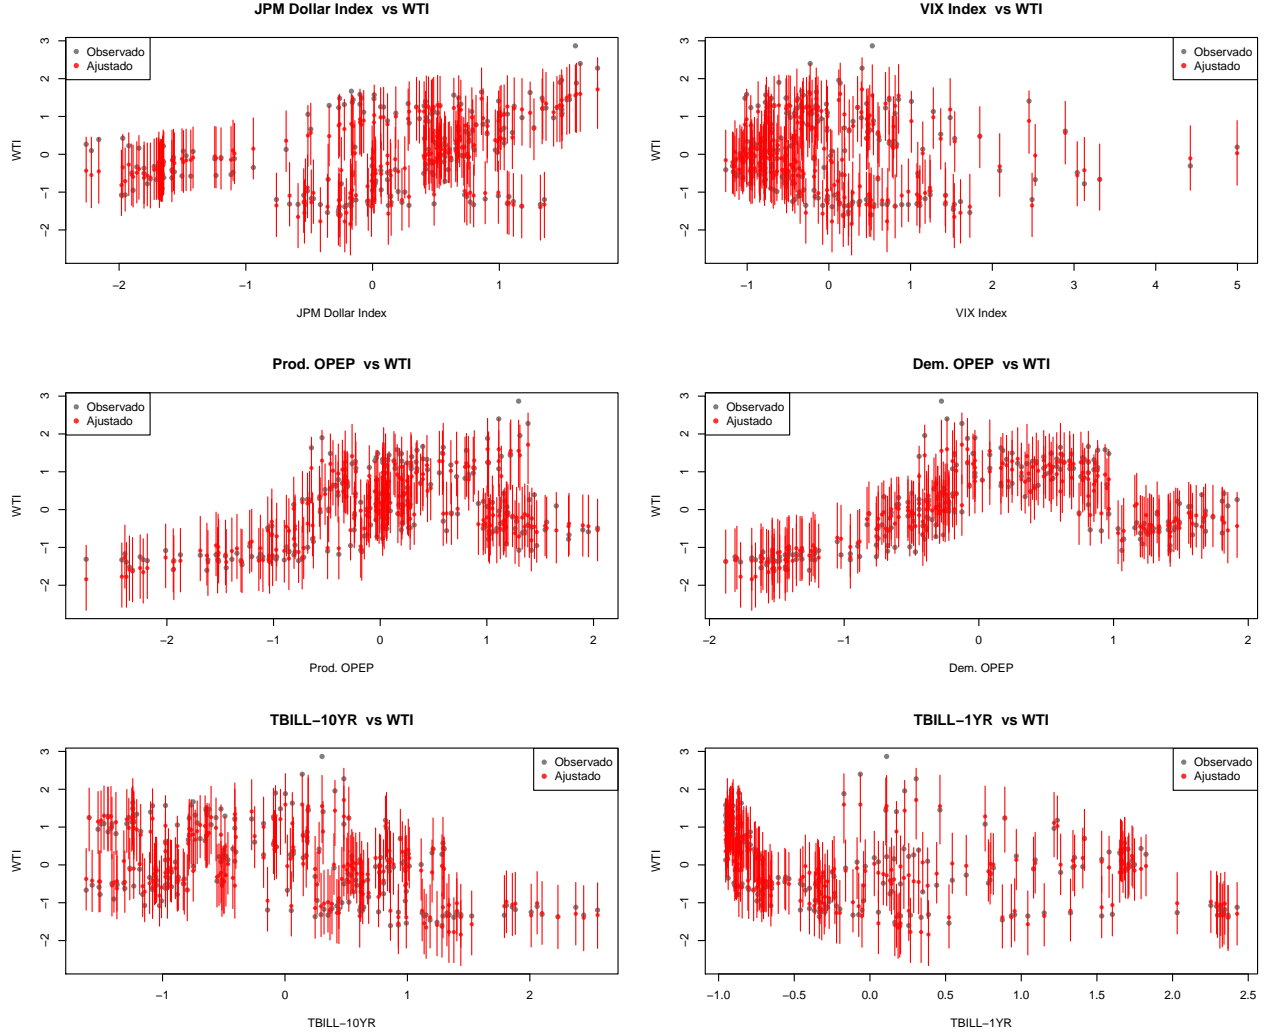 JPM Dollar Index  vs WTI
3
2
1
0
−1
−2
WTI
Observado
Ajustado
−2
−1
0
1
JPM Dollar Index
VIX Index  vs WTI
3
2
1
0
−1
−2
WTI
Observado
Ajustado
−1
0
1
2
3
4
5
VIX Index
Prod. OPEP  vs WTI
3
2
1
0
−1
−2
WTI
Observado
Ajustado
−2
−1
0
1
2
Prod. OPEP
Dem. OPEP  vs WTI
3
2
1
0
−1
−2
WTI
Observado
Ajustado
−2
−1
0
1
2
Dem. OPEP
TBILL−10YR  vs WTI
3
2
1
0
−1
−2
WTI
Observado
Ajustado
−1
0
1
2
TBILL−10YR
TBILL−1YR  vs WTI
3
2
1
0
−1
−2
WTI
Observado
Ajustado
−1.0
−0.5
0.0
0.5
1.0
1.5
2.0
2.5
TBILL−1YR